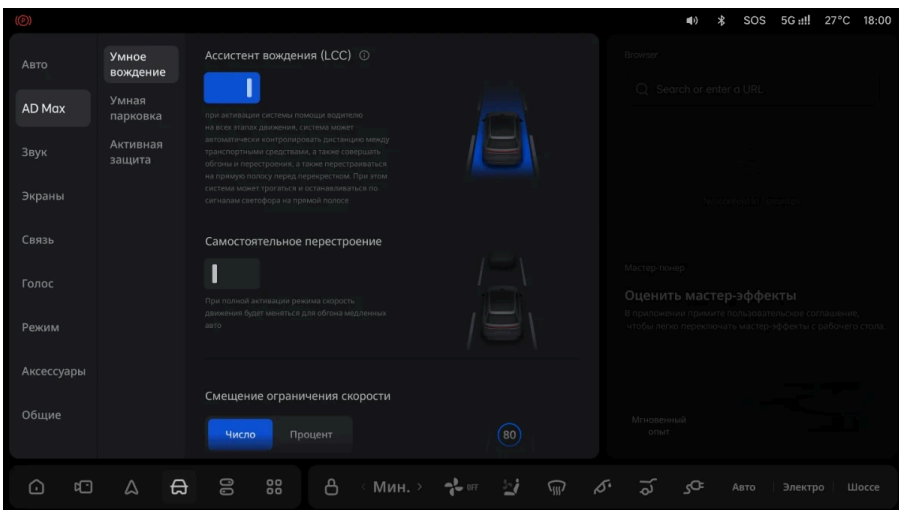 (P)
SOS 5G 27°C 18:00
Авто
AD Max
Звук
Экраны
Связь
Голос
Режим
Аксессуары
Общие
Умное
вождение
Умная
парковка
Активная
защита
Ассистент вождения (LCC)
при активации системы помощи водителю
на всех этапах движения, система может
автоматически контролировать дистанцию между
транспортными средствами, а также совершать
обгоны и перестроения, а также перестраиваться
на прямую полосу перед перекрестком. При этом
система может трогаться и останавливаться по
сигналам светофора на прямой полосе
Самостоятельное перестроение
При полной активации режима скорость
движения будет меняться для обгона медленных
авто
Смещение ограничения скорости
Число Процент
80
Browser
Search or enter a URL
Мастер-тюнер
Оценить мастер-эффекты
В приложении примите пользовательское соглашение,
чтобы легко переключать мастер-эффекты с рабочего стола.
Мгновенный
опыт
Мин. OFF Авто Электро Шоссе